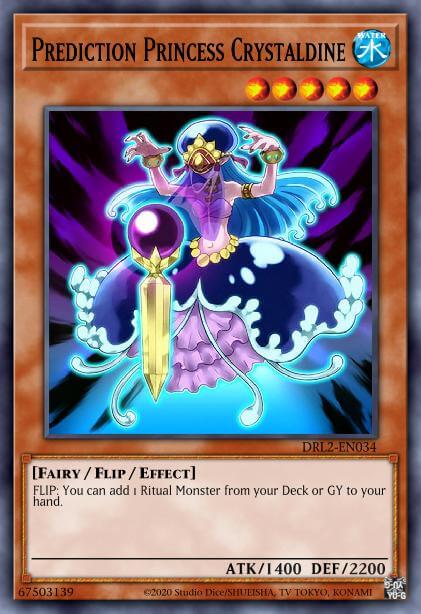 PREDICTION PRINCESS CRYSTALDINE
WATER
水
DRL2-EN034
[FAIRY / FLIP / EFFECT]
FLIP: You can add 1 Ritual Monster from your Deck or GY to your
hand.
ATK/1400 DEF/2200
67503139
©2020 Studio Dice/SHUEISHA, TV TOKYO, KONAMI